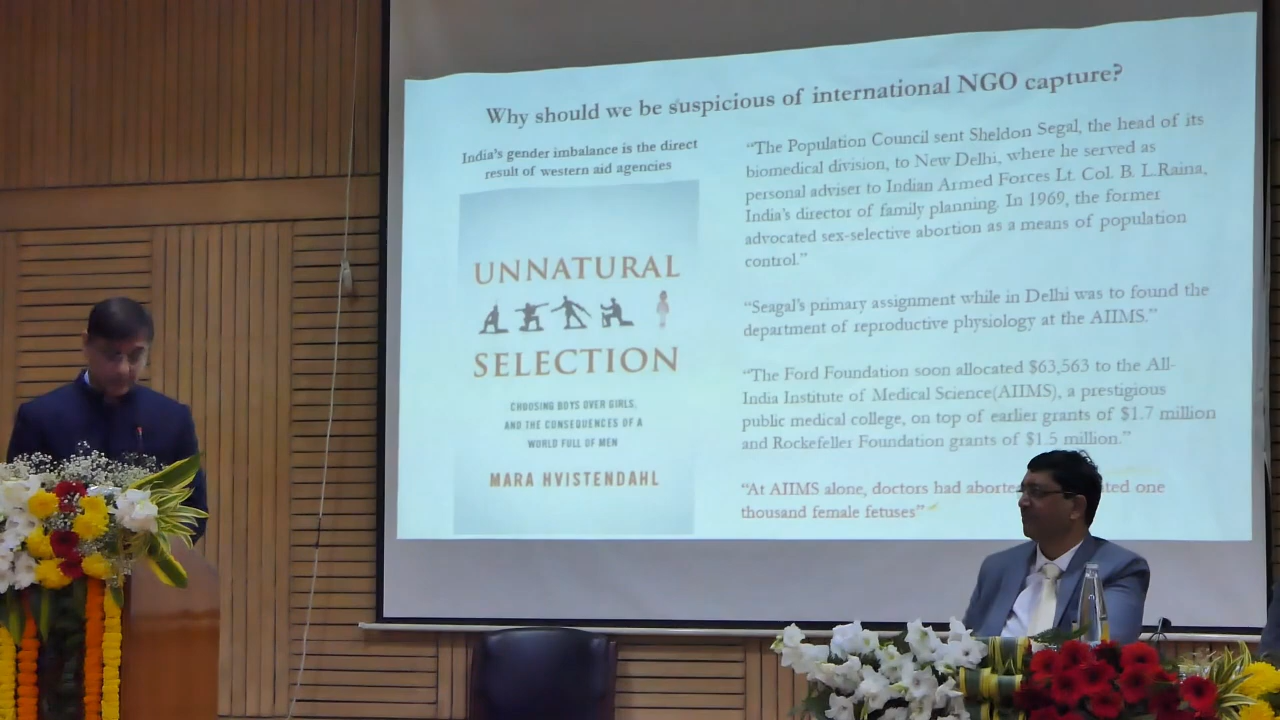 Why should we be suspicious of international NGO capture?
India's gender imbalance is the direct
result of western aid agencies
UNNATURAL
SELECTION
CHOOSING BOYS OVER GIRLS,
AND THE CONSEQUENCES OF A
WORLD FULL OF MEN
MARA HVISTENDAHL
"The Population Council sent Sheldon Segal, the head of its
biomedical division, to New Delhi, where he served as
personal adviser to Indian Armed Forces Lt. Col. B. L.Raina,
India's director of family planning. In 1969, the former
advocated sex-selective abortion as a means of population
control."
"Seagal's primary assignment while in Delhi was to found the
department of reproductive physiology at the AIIMS."
"The Ford Foundation soon allocated $63,563 to the All-
India Institute of Medical Science(AIIMS), a prestigious
public medical college, on top of earlier grants of $1.7 million
and Rockefeller Foundation grants of $1.5 million."
"At AIIMS alone, doctors had one
thousand female fetuses"